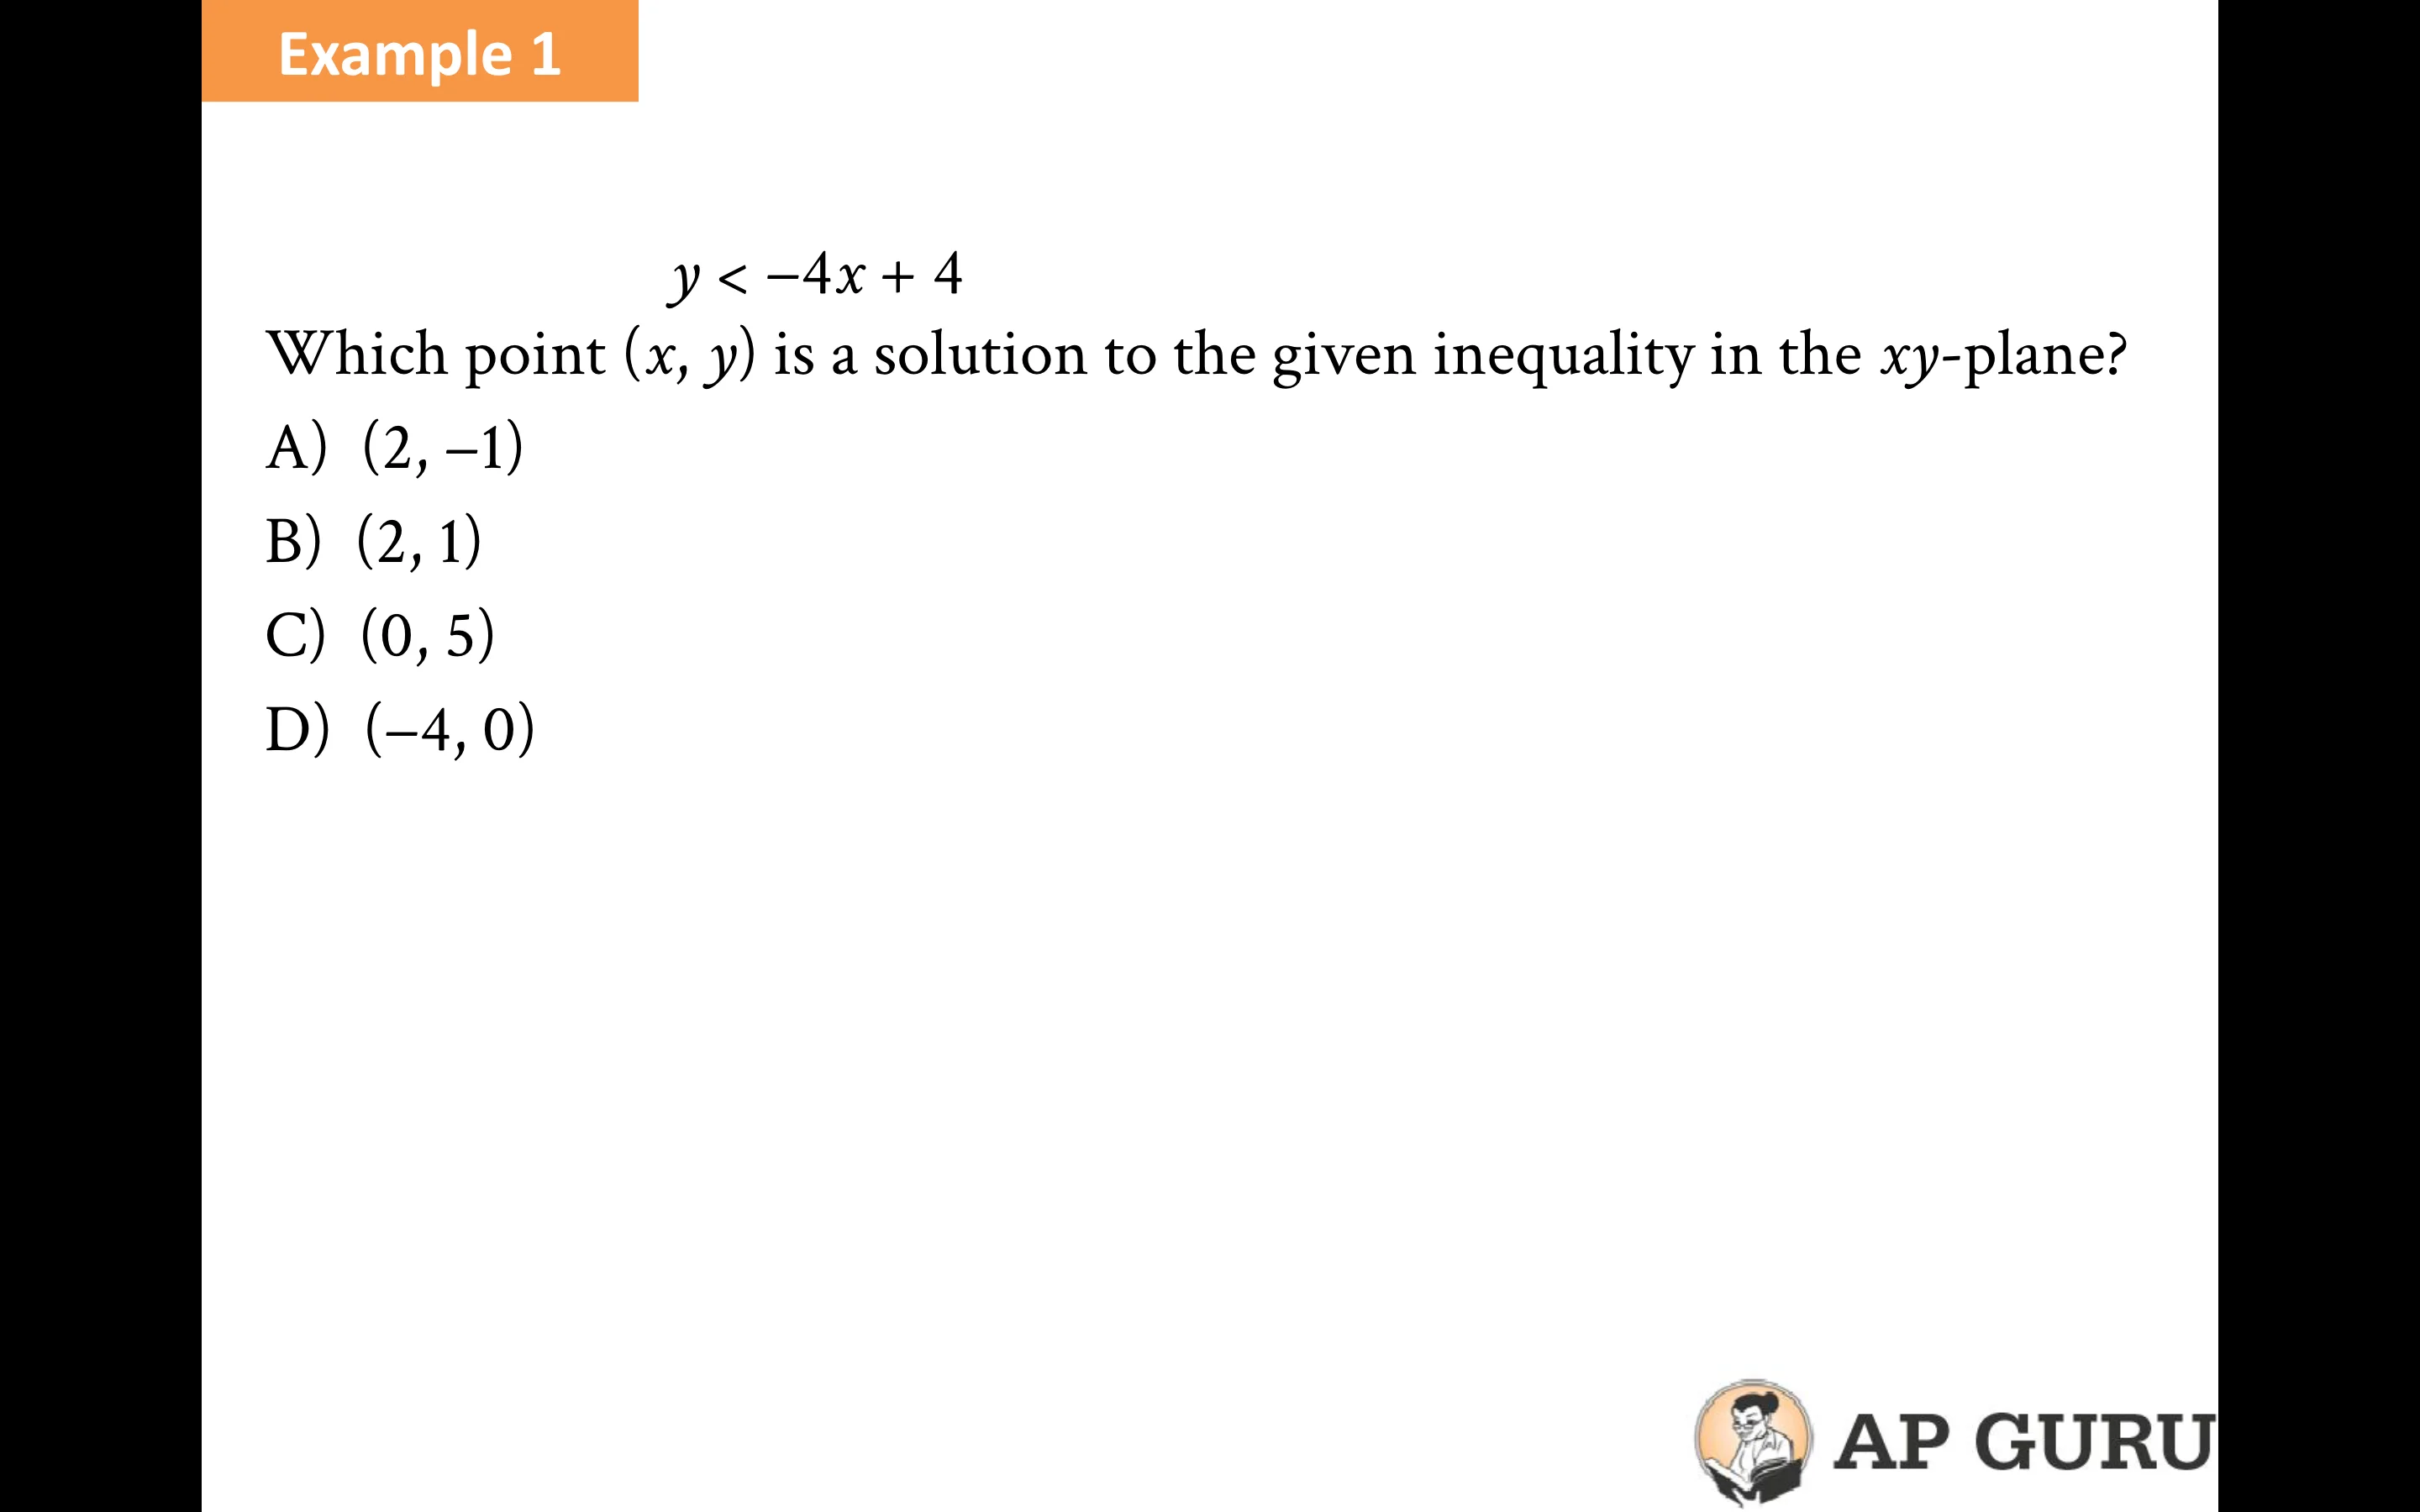 Example 1
y < −4x + 4
Which point (x, y) is a solution to the given inequality in the xy-plane?
A) (2, −1)
B) (2, 1)
C) (0, 5)
D) (−4, 0)
AP GURU